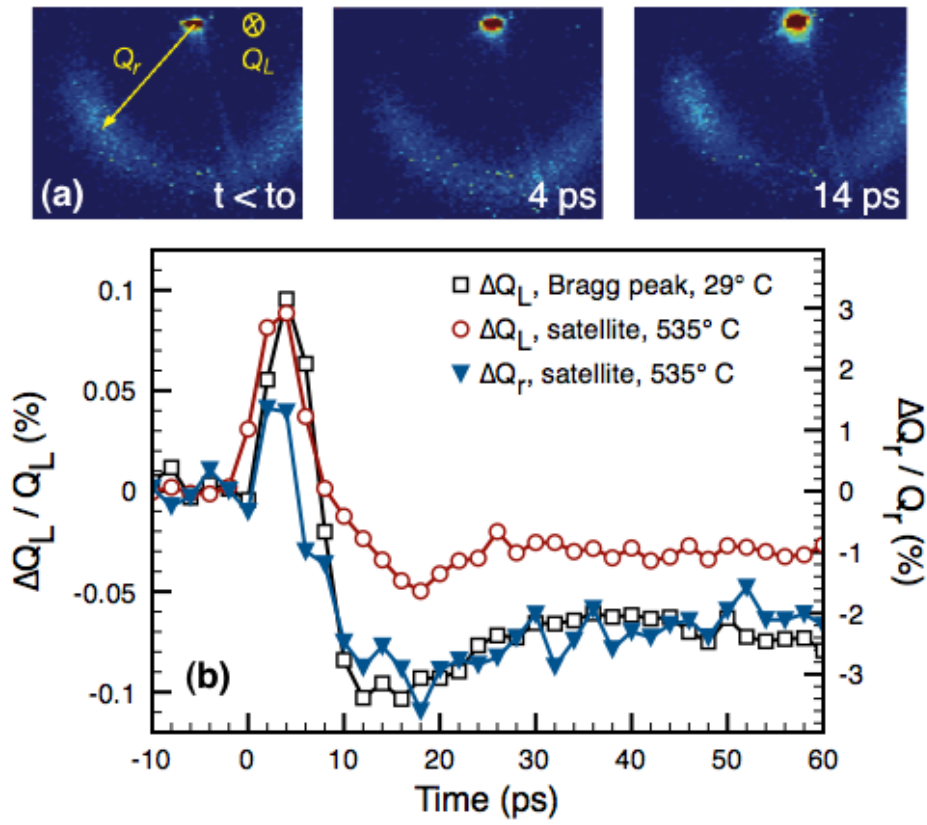 Q_r
Q_L
(a)
t < to
4 ps
14 ps
ΔQ_L / Q_L (%)
0.1
0.05
0
-0.05
-0.1
□ ΔQ_L, Bragg peak, 29° C
○ ΔQ_L, satellite, 535° C
▼ ΔQ_r, satellite, 535° C
(b)
3
2
1
0
-1
-2
-3
ΔQ_r / Q_r (%)
-10 0 10 20 30 40 50 60
Time (ps)